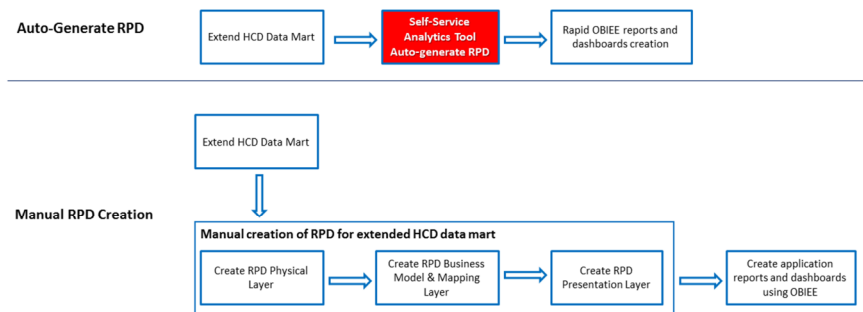 Auto-Generate RPD
Extend HCD Data Mart
Self-Service
Analytics Tool
Auto-generate RPD
Rapid OBIEE reports and
dashboards creation
Extend HCD Data Mart
Manual RPD Creation
Manual creation of RPD for extended HCD data mart
Create RPD Physical
Layer
Create RPD Business
Model & Mapping
Layer
Create RPD
Presentation Layer
Create application
reports and dashboards
using OBIEE